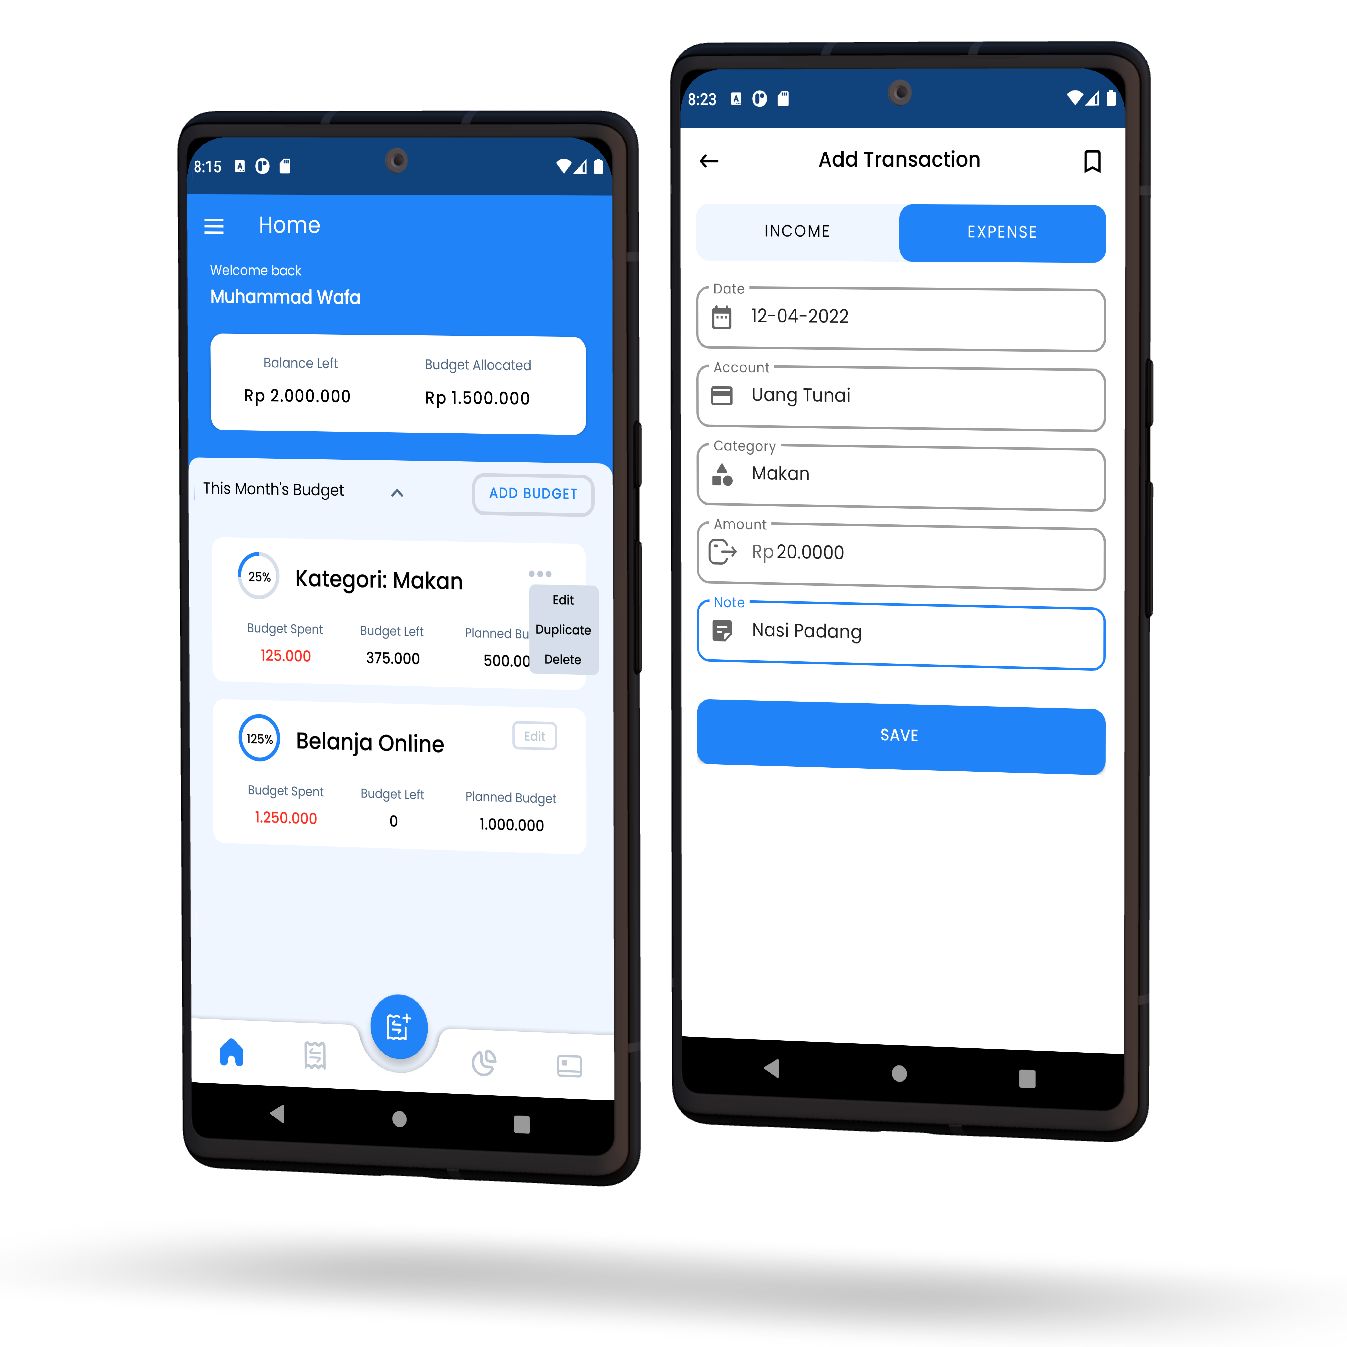 8:15
Home
Welcome back
Muhammad Wafa
Balance Left
Budget Allocated
Rp 2.000.000
Rp 1.500.000
This Month's Budget
ADD BUDGET
25%
Kategori: Makan
Edit
Duplicate
Delete
Budget Spent
Budget Left
Planned Bu
125.000
375.000
500.00
125%
Belanja Online
Edit
Budget Spent
Budget Left
Planned Budget
1.250.000
0
1.000.000
8:23
Add Transaction
INCOME
EXPENSE
Date
12-04-2022
Account
Uang Tunai
Category
Makan
Amount
Rp 20.0000
Note
Nasi Padang
SAVE